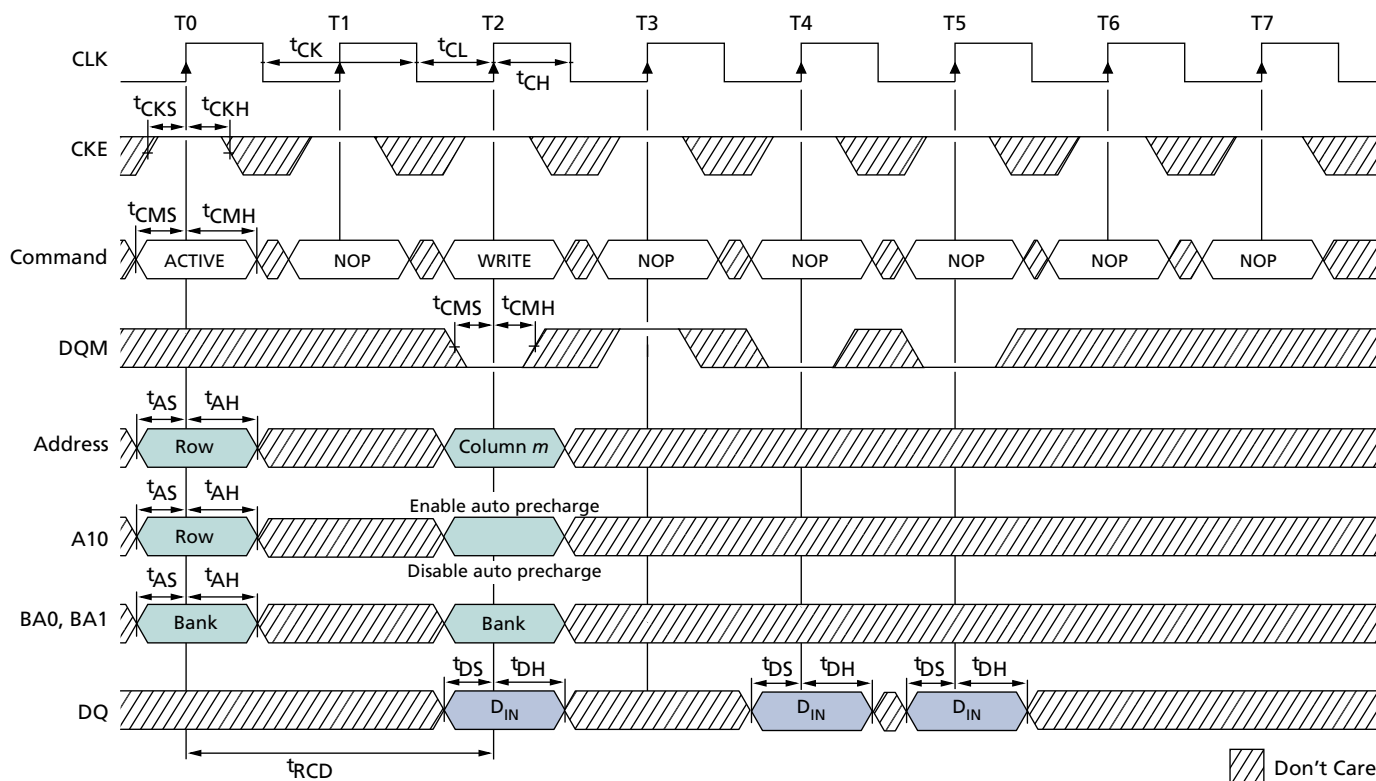 T0 T1 T2 T3 T4 T5 T6 T7
CLK
tCK tCL
tCH
tCKS tCKH
CKE
tCMS tCMH
Command ACTIVE NOP WRITE NOP NOP NOP NOP NOP
tCMS tCMH
DQM
tAS tAH
Address Row Column m
tAS tAH Enable auto precharge
A10 Row
Disable auto precharge
tAS tAH
BA0, BA1 Bank Bank
tDS tDH tDS tDH tDS tDH
DQ DIN DIN DIN
tRCD
Don't Care